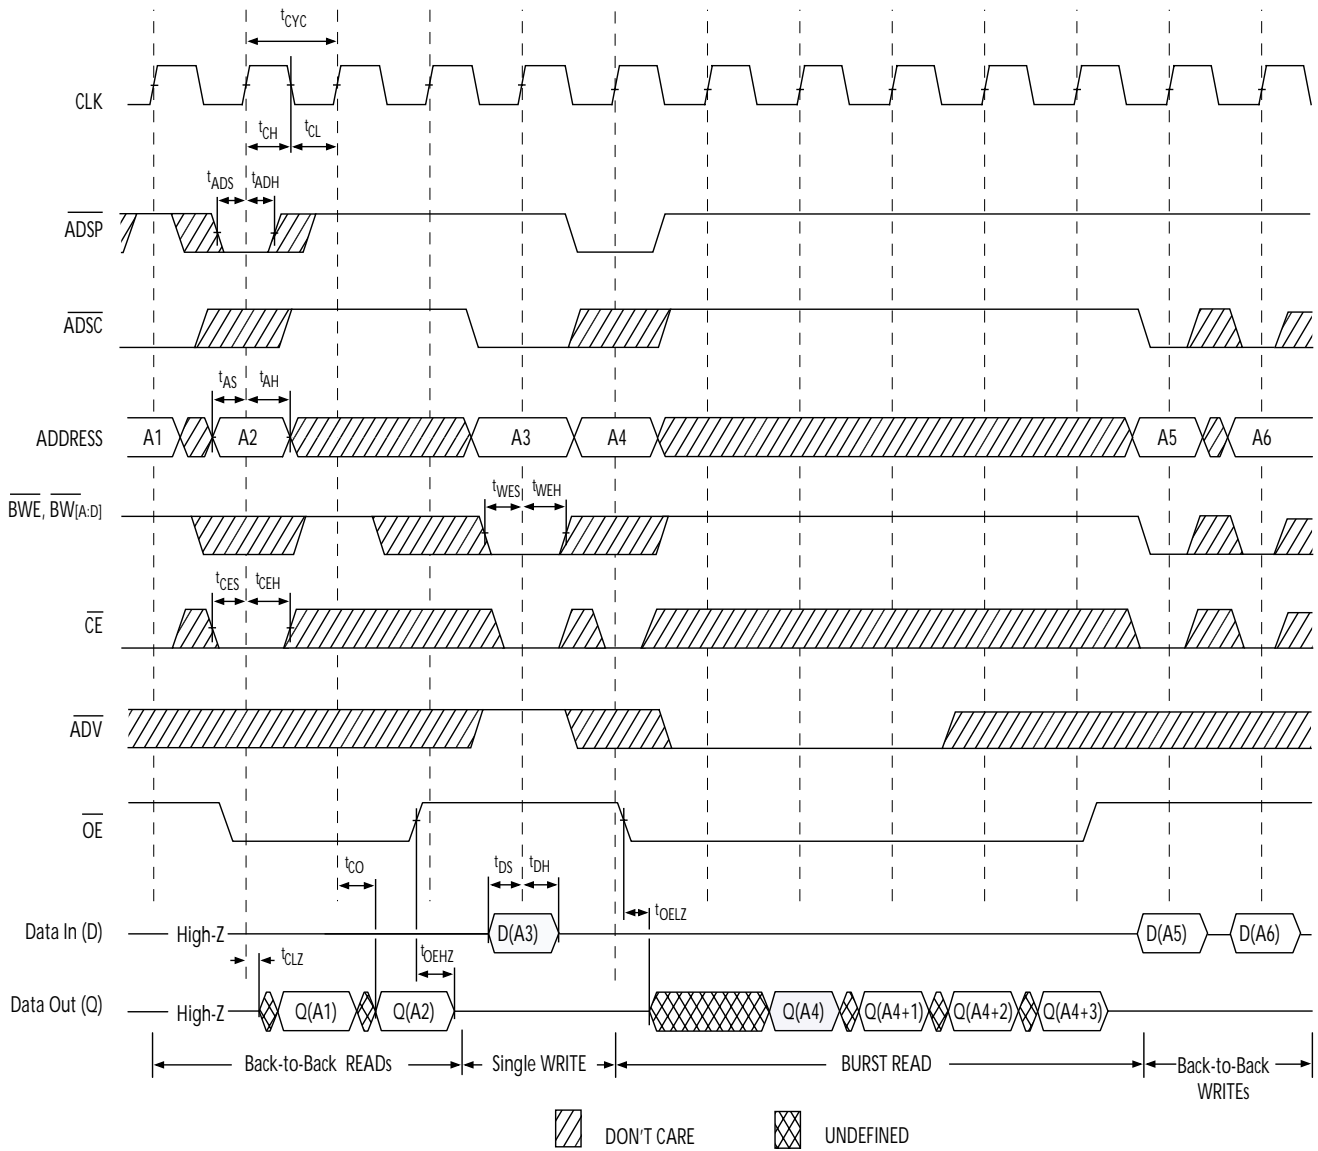 tCYC
CLK
tCH tCL
tADS tADH
ADSP
ADSC
tAS tAH
ADDRESS A1 A2 A3 A4 A5 A6
tWES tWEH
BWE, BW[A:D]
tCES tCEH
CE
ADV
OE
tCO tDS tDH
tOELZ
Data In (D) High-Z D(A3) D(A5) D(A6)
tCLZ tOEHZ
Data Out (Q) High-Z Q(A1) Q(A2) Q(A4) Q(A4+1) Q(A4+2) Q(A4+3)
Back-to-Back READs Single WRITE BURST READ Back-to-Back
WRITEs
DON'T CARE UNDEFINED